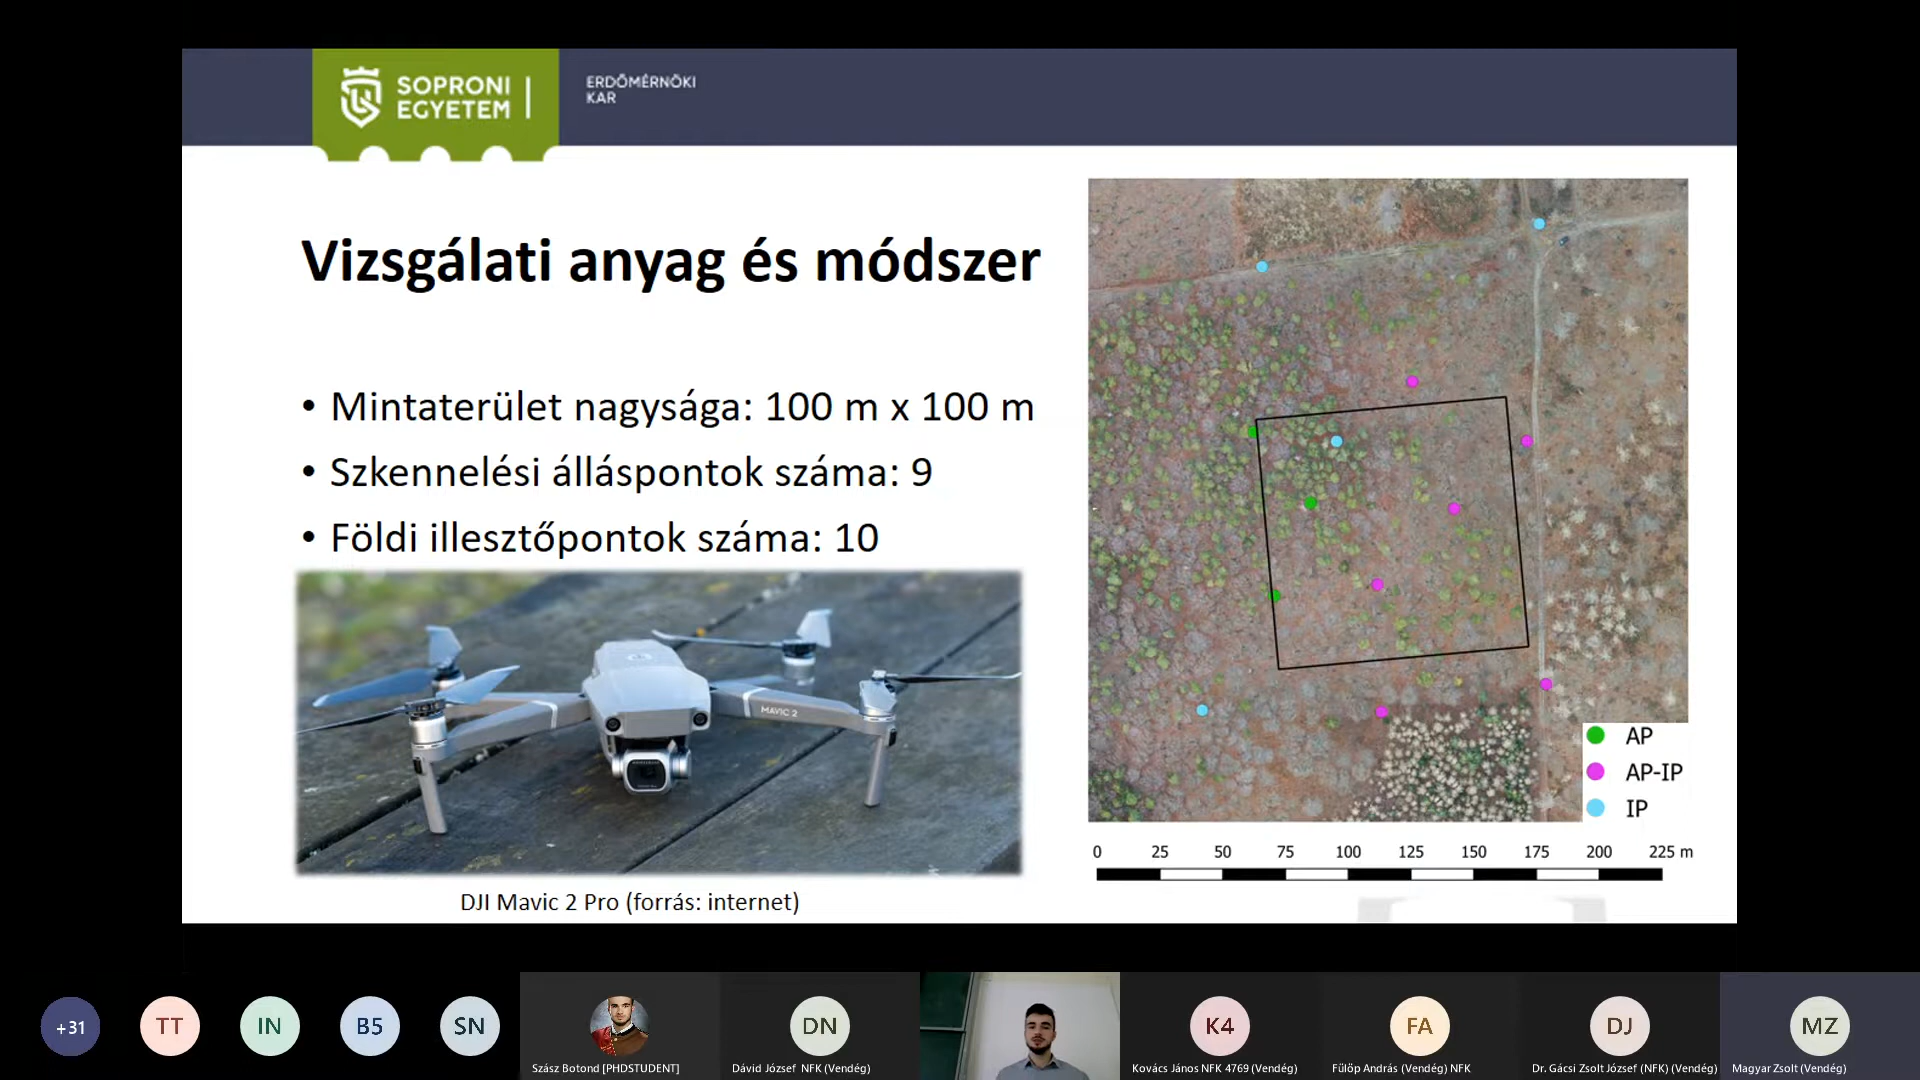 SOPRONI
EGYETEM
ERDŐMÉRNÖKI
KAR
Vizsgálati anyag és módszer
• Mintaterület nagysága: 100 m x 100 m
• Szkennelési álláspontok száma: 9
• Földi illesztőpontok száma: 10
MAVIC 2
DJI Mavic 2 Pro (forrás: internet)
AP
AP-IP
IP
0 25 50 75 100 125 150 175 200 225 m
+31
TT
IN
B5
SN
Szász Botond [PHDSTUDENT]
DN
Dávid József NFK (Vendég)
K4
Kovács János NFK 4769 (Vendég)
FA
Fülöp András (Vendég) NFK
DJ
Dr. Gácsi Zsolt József (NFK) (Vendég)
MZ
Magyar Zsolt (Vendég)